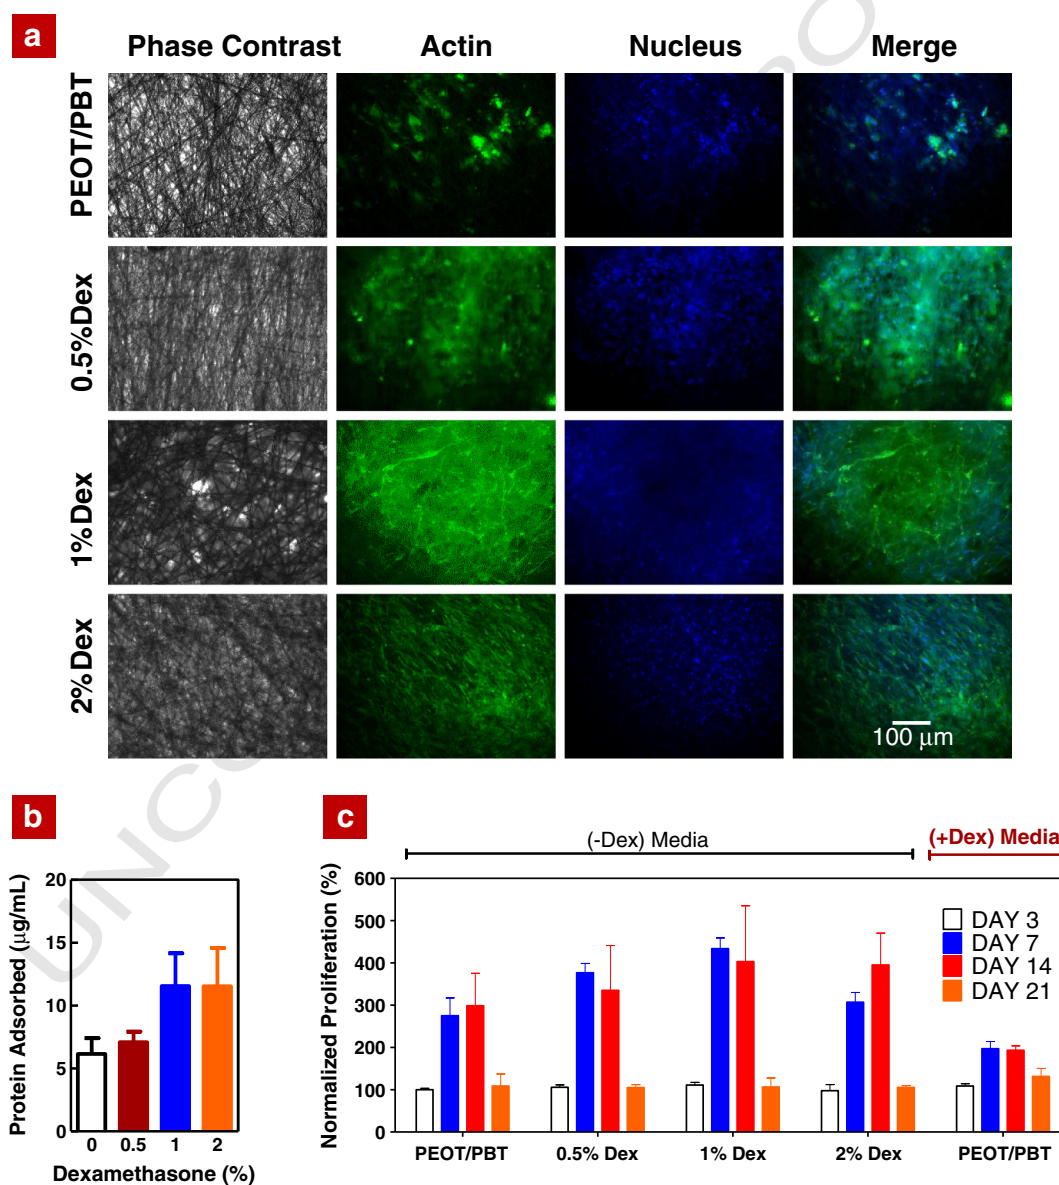 a
Phase Contrast Actin Nucleus Merge
PEOT/PBT
0.5%Dex
1%Dex
2%Dex
100 μm
b
Protein Adsorbed (μg/mL)
20
15
10
5
0
0 0.5 1 2
Dexamethasone (%)
c
(-Dex) Media
(+Dex) Media
Normalized Proliferation (%)
600
500
400
300
200
100
0
DAY 3
DAY 7
DAY 14
DAY 21
PEOT/PBT 0.5% Dex 1% Dex 2% Dex PEOT/PBT